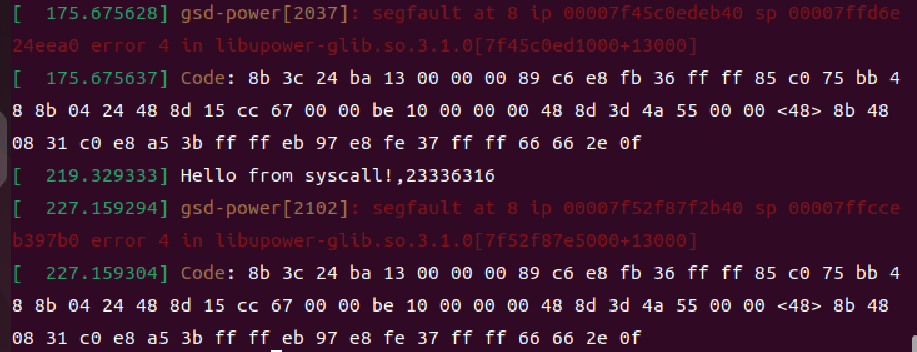 [  175.675628] gsd-power[2037]: segfault at 8 ip 00007f45c0edeb40 sp 00007ffd6e
24eea0 error 4 in libupower-glib.so.3.1.0[7f45c0ed1000+13000]
[  175.675637] Code: 8b 3c 24 ba 13 00 00 00 89 c6 e8 fb 36 ff ff 85 c0 75 bb 4
8 8b 04 24 48 8d 15 cc 67 00 00 be 10 00 00 00 48 8d 3d 4a 55 00 00 <48> 8b 48
08 31 c0 e8 a5 3b ff ff eb 97 e8 fe 37 ff ff 66 66 2e 0f
[  219.329333] Hello from syscall!,23336316
[  227.159294] gsd-power[2102]: segfault at 8 ip 00007f52f87f2b40 sp 00007ffcce
b397b0 error 4 in libupower-glib.so.3.1.0[7f52f87e5000+13000]
[  227.159304] Code: 8b 3c 24 ba 13 00 00 00 89 c6 e8 fb 36 ff ff 85 c0 75 bb 4
8 8b 04 24 48 8d 15 cc 67 00 00 be 10 00 00 00 48 8d 3d 4a 55 00 00 <48> 8b 48
08 31 c0 e8 a5 3b ff ff eb 97 e8 fe 37 ff ff 66 66 2e 0f